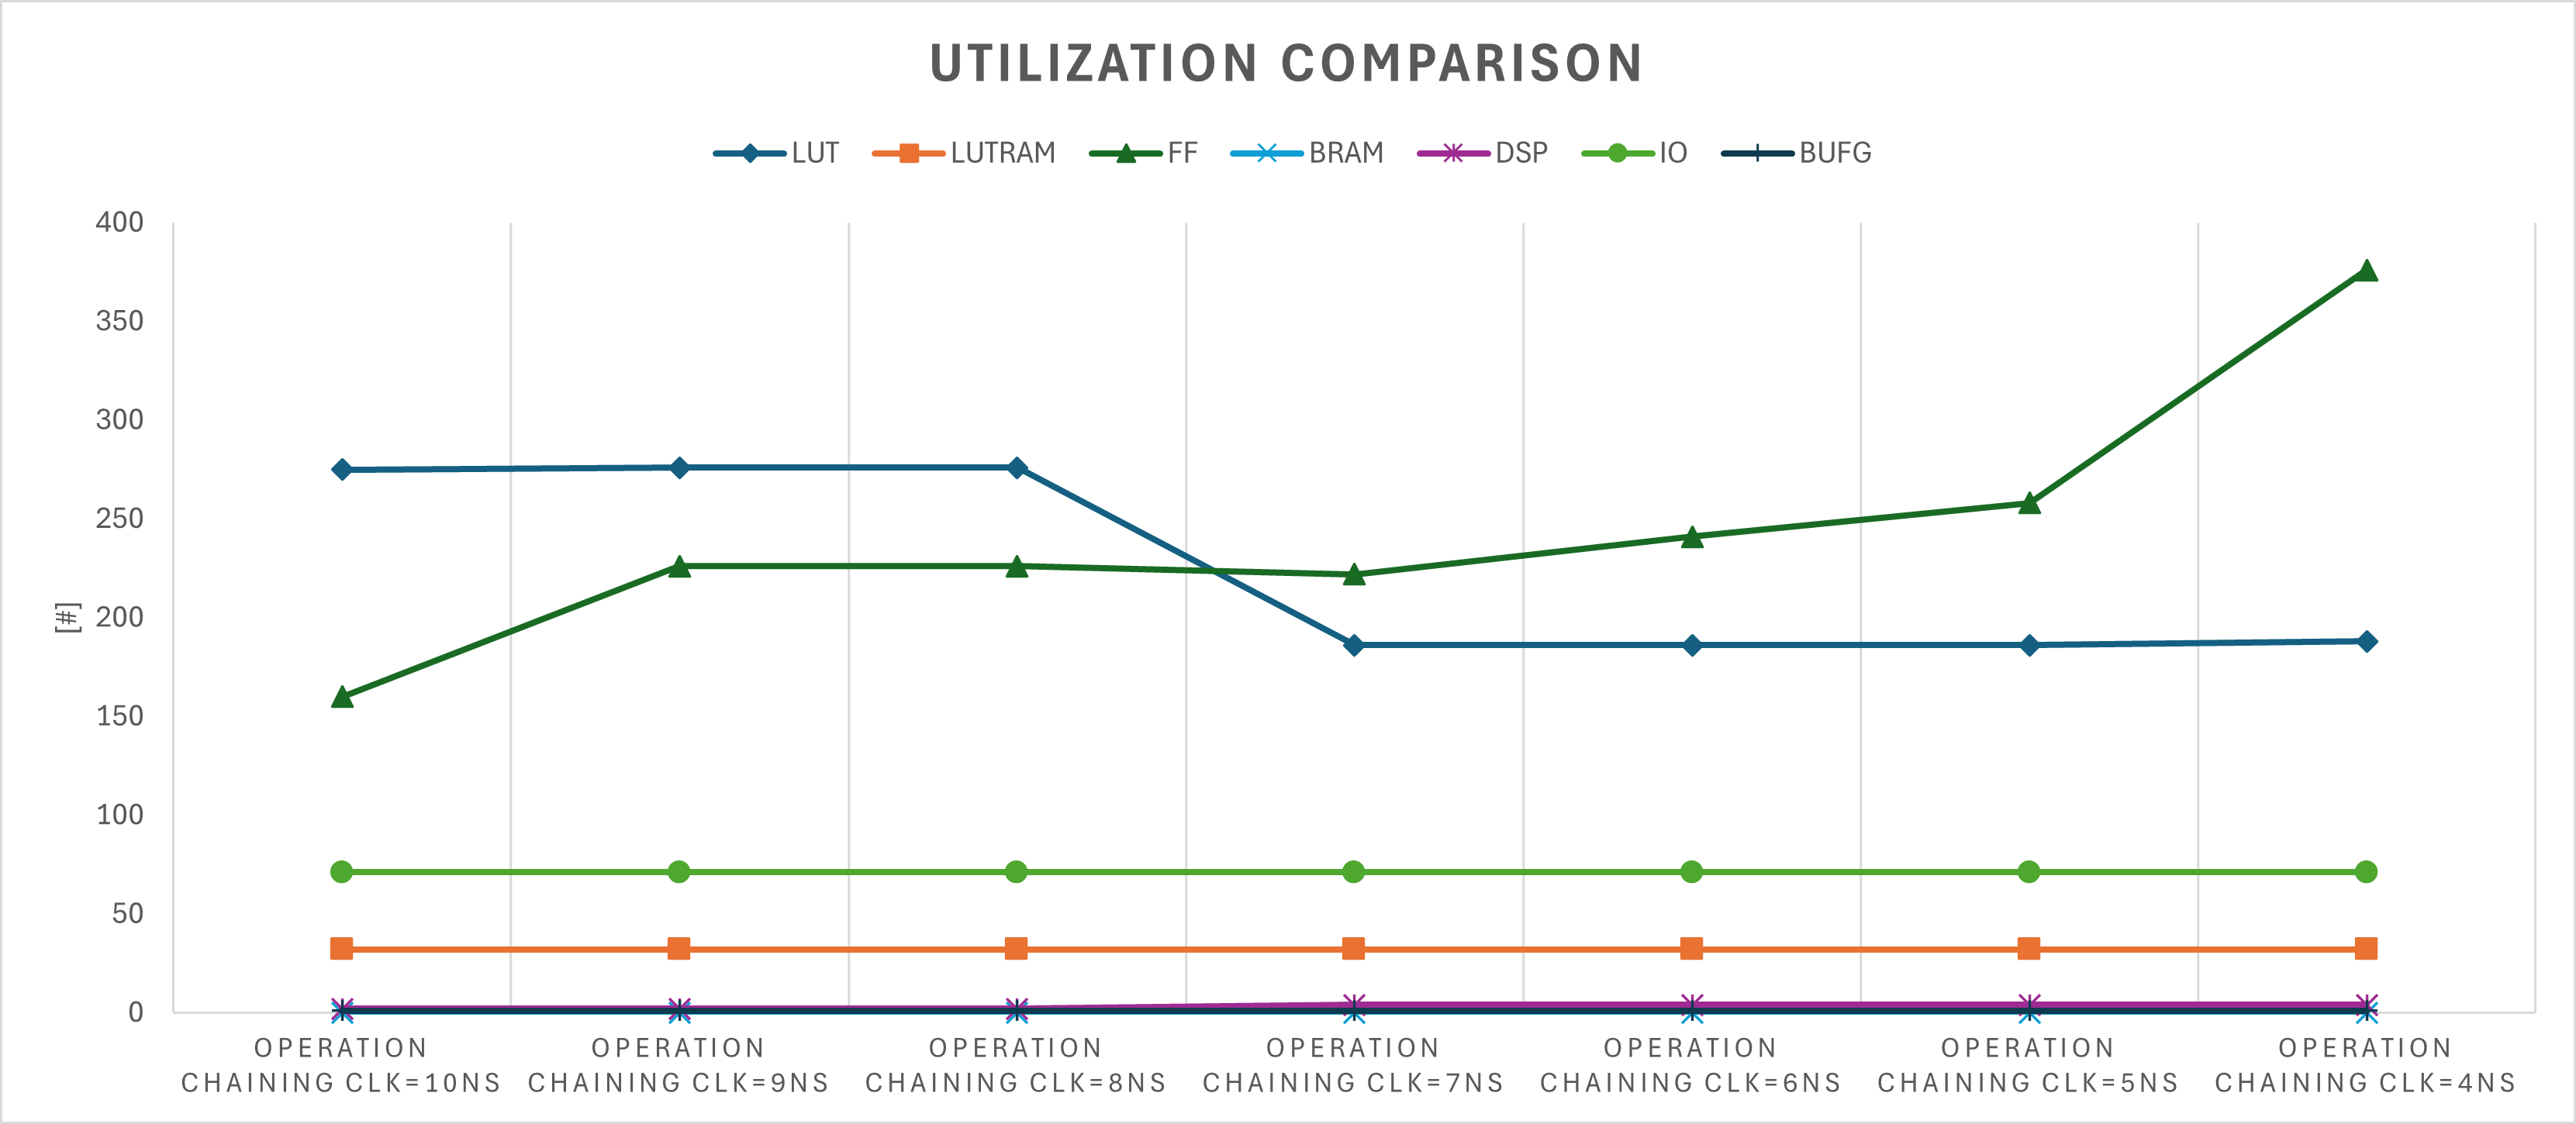 UTILIZATION COMPARISON
LUT LUTRAM FF BRAM DSP IO BUFG
400
350
300
250
200
150
100
50
0
[#]
OPERATION CHAINING CLK=10NS
OPERATION CHAINING CLK=9NS
OPERATION CHAINING CLK=8NS
OPERATION CHAINING CLK=7NS
OPERATION CHAINING CLK=6NS
OPERATION CHAINING CLK=5NS
OPERATION CHAINING CLK=4NS